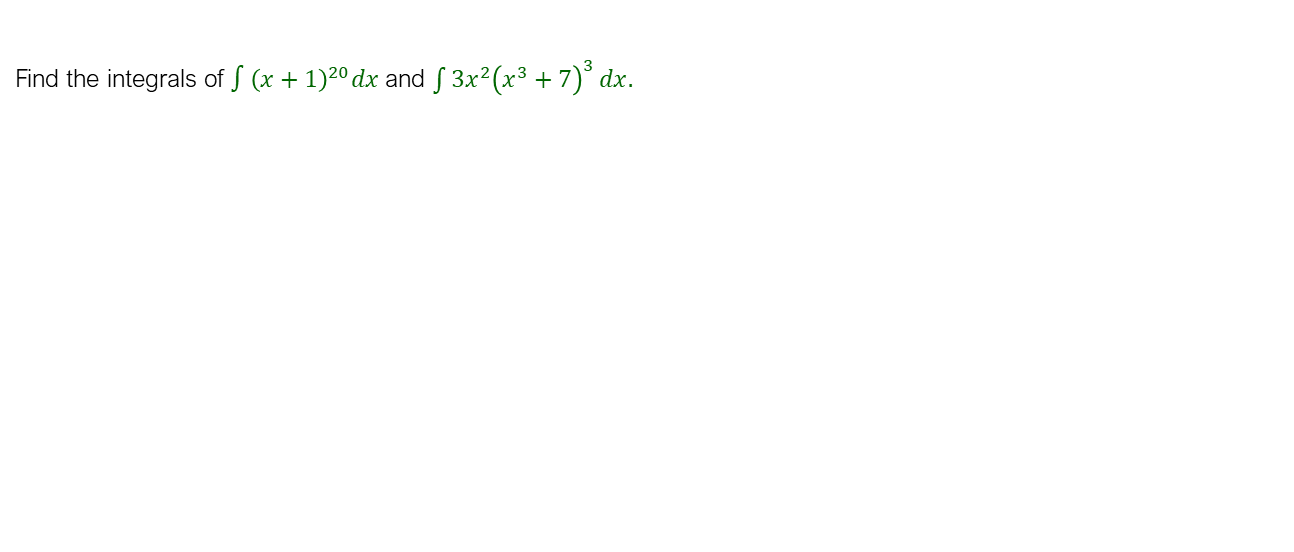 Find the integrals of ∫ (x + 1)²⁰ dx and ∫ 3x²(x³ + 7)³ dx.